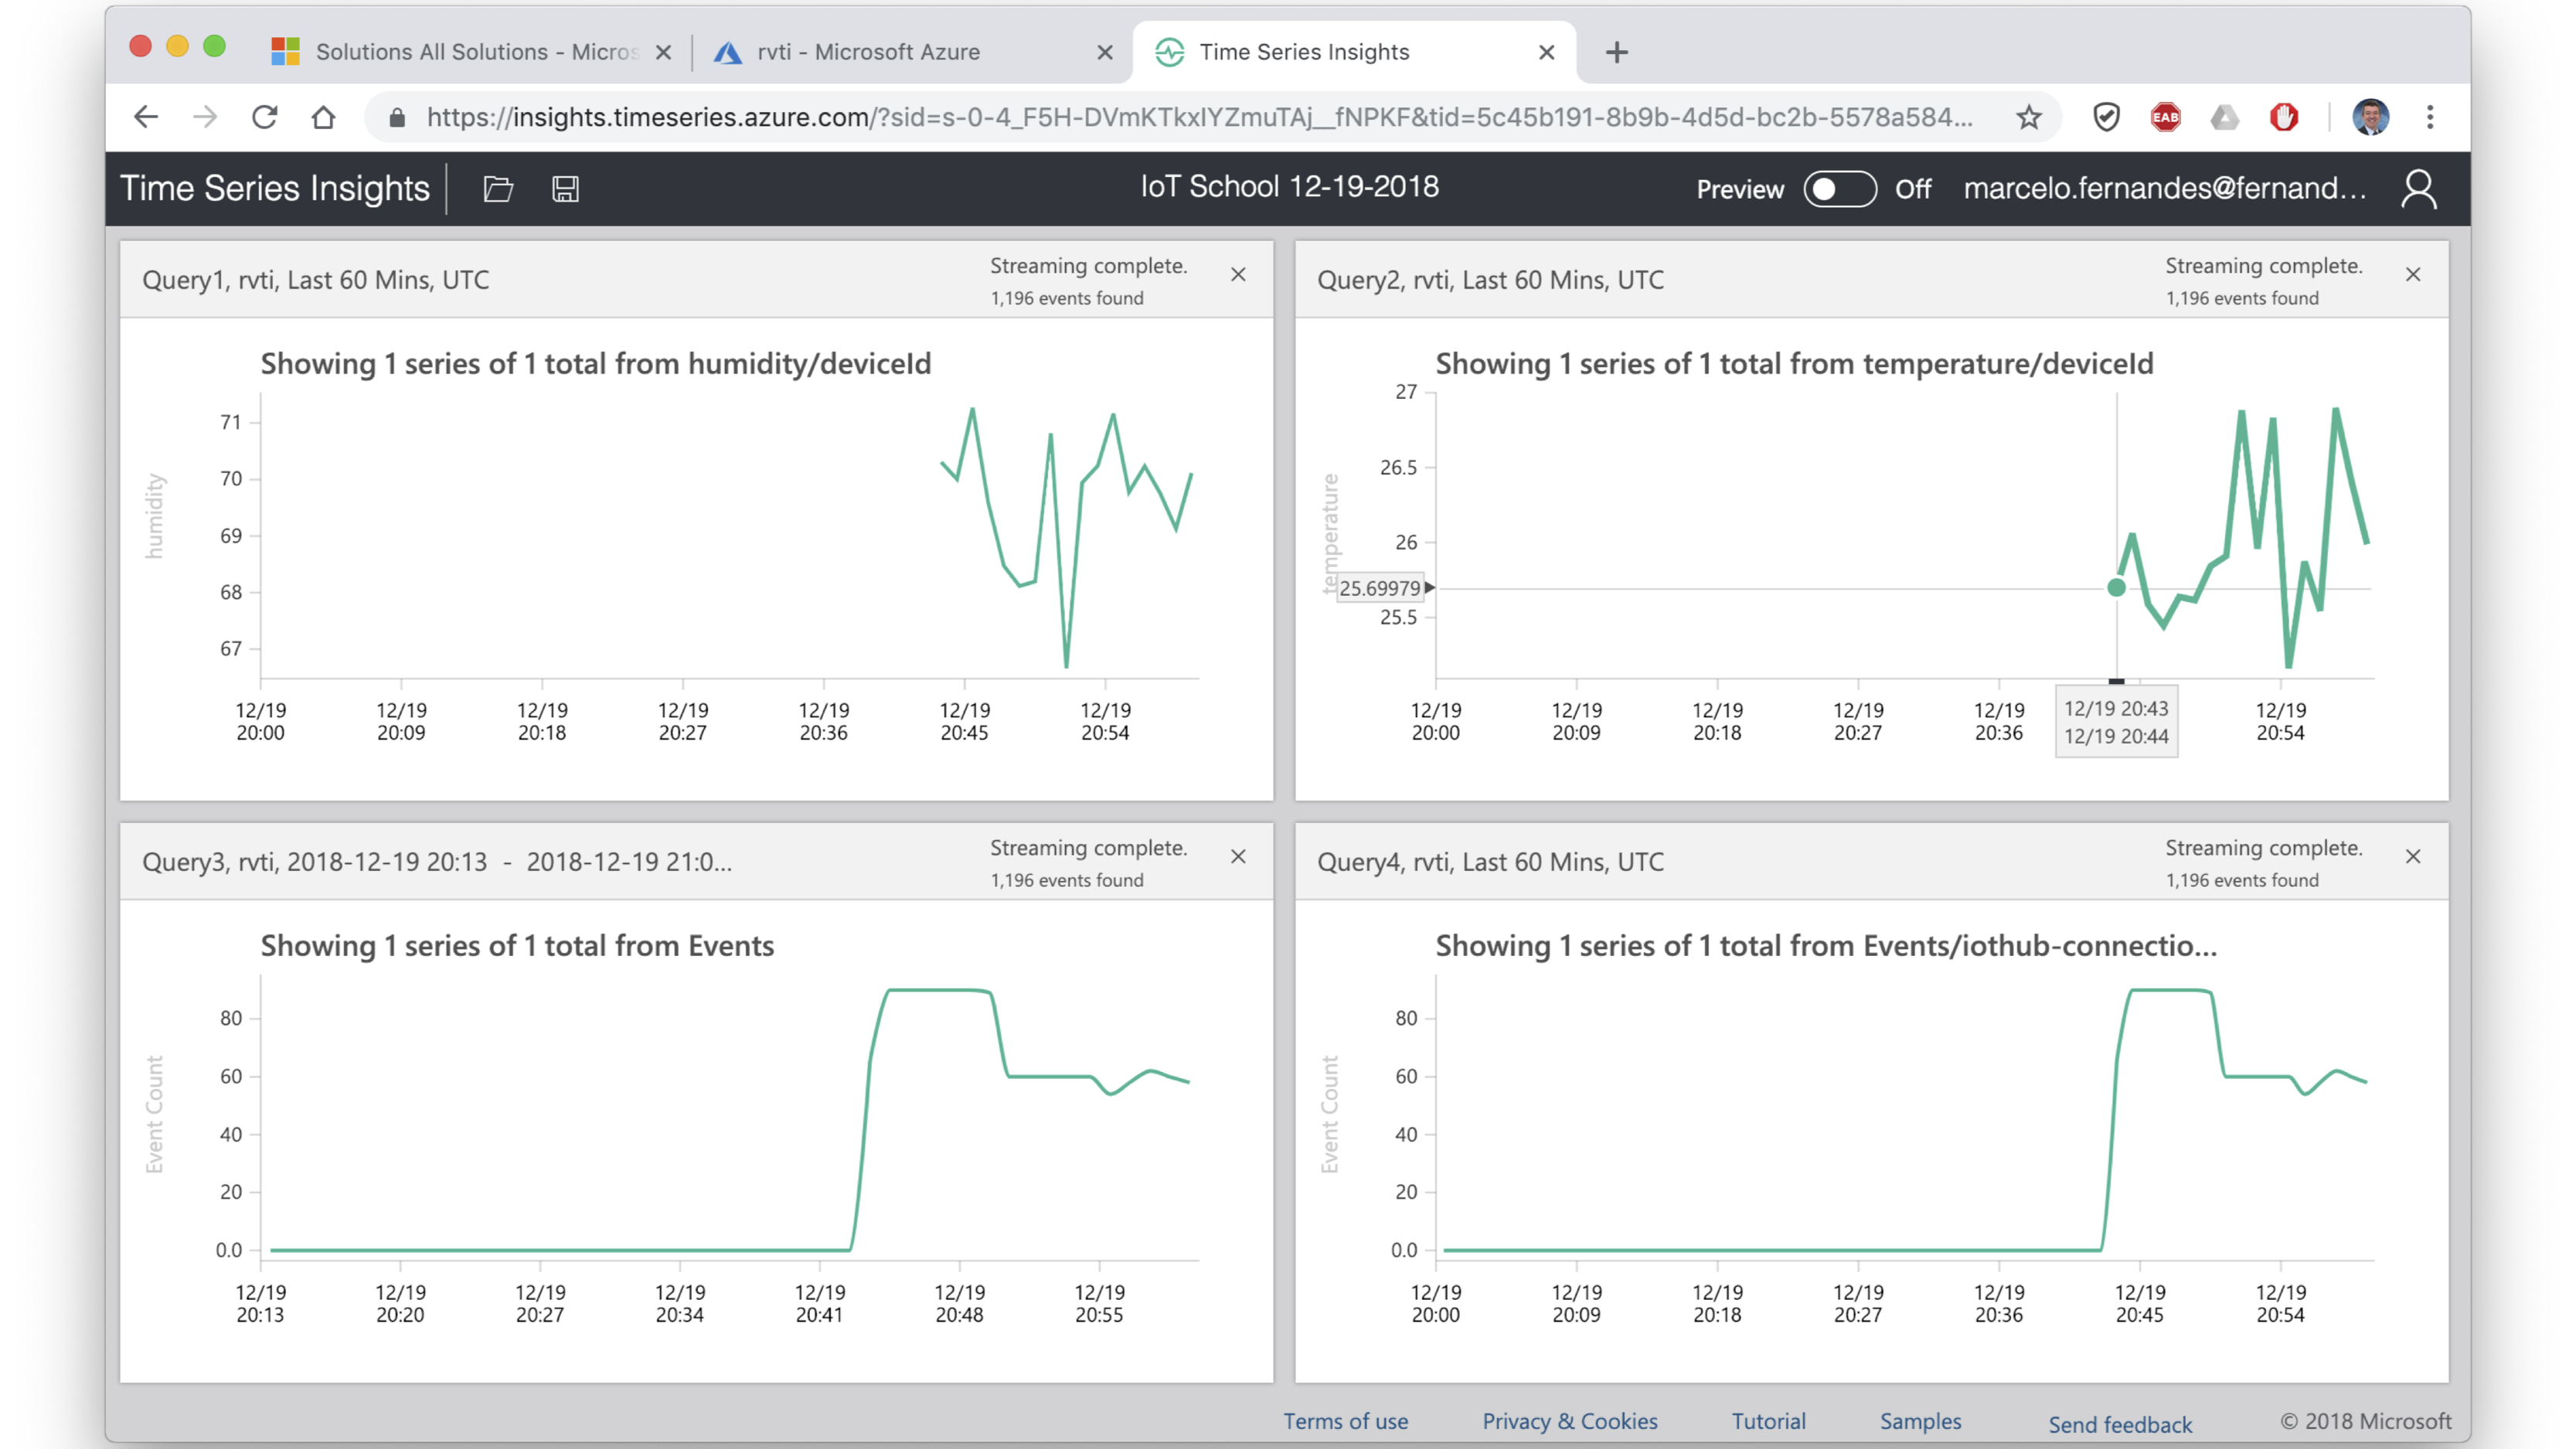 Solutions All Solutions - Micros
rvti - Microsoft Azure
Time Series Insights
https://insights.timeseries.azure.com/?sid=s-0-4_F5H-DVmKTkxIYZmuTAj__fNPKF&tid=5c45b191-8b9b-4d5d-bc2b-5578a584...
EAB
Time Series Insights
IoT School 12-19-2018
Preview
Off
marcelo.fernandes@fernand...
Query1, rvti, Last 60 Mins, UTC
Streaming complete.
1,196 events found
Showing 1 series of 1 total from humidity/deviceId
humidity
71
70
69
68
67
12/19 12/19 12/19 12/19 12/19 12/19 12/19
20:00 20:09 20:18 20:27 20:36 20:45 20:54
Query2, rvti, Last 60 Mins, UTC
Streaming complete.
1,196 events found
Showing 1 series of 1 total from temperature/deviceId
temperature
27
26.5
26
25.69979
25.5
12/19 12/19 12/19 12/19 12/19 12/19 20:43 12/19
20:00 20:09 20:18 20:27 20:36 12/19 20:44 20:54
Query3, rvti, 2018-12-19 20:13 - 2018-12-19 21:0...
Streaming complete.
1,196 events found
Showing 1 series of 1 total from Events
Event Count
80
60
40
20
0.0
12/19 12/19 12/19 12/19 12/19 12/19 12/19
20:13 20:20 20:27 20:34 20:41 20:48 20:55
Query4, rvti, Last 60 Mins, UTC
Streaming complete.
1,196 events found
Showing 1 series of 1 total from Events/iothub-connectio...
Event Count
80
60
40
20
0.0
12/19 12/19 12/19 12/19 12/19 12/19 12/19
20:00 20:09 20:18 20:27 20:36 20:45 20:54
Terms of use Privacy & Cookies Tutorial Samples Send feedback © 2018 Microsoft